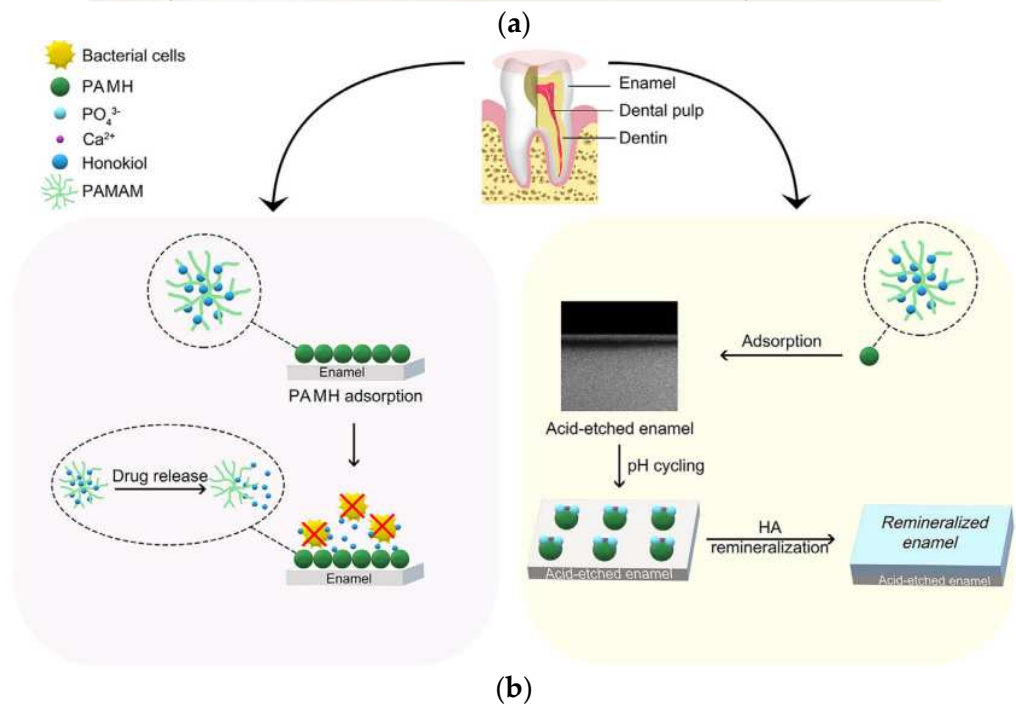 (a)
Bacterial cells
PAMH
PO₄³⁻
Ca²⁺
Honokiol
PAMAM
Enamel
Dental pulp
Dentin
Enamel
PAMH adsorption
Drug release
Enamel
Adsorption
Acid-etched enamel
pH cycling
Acid-etched enamel
HA
remineralization
Remineralized
enamel
Acid-etched enamel
(b)